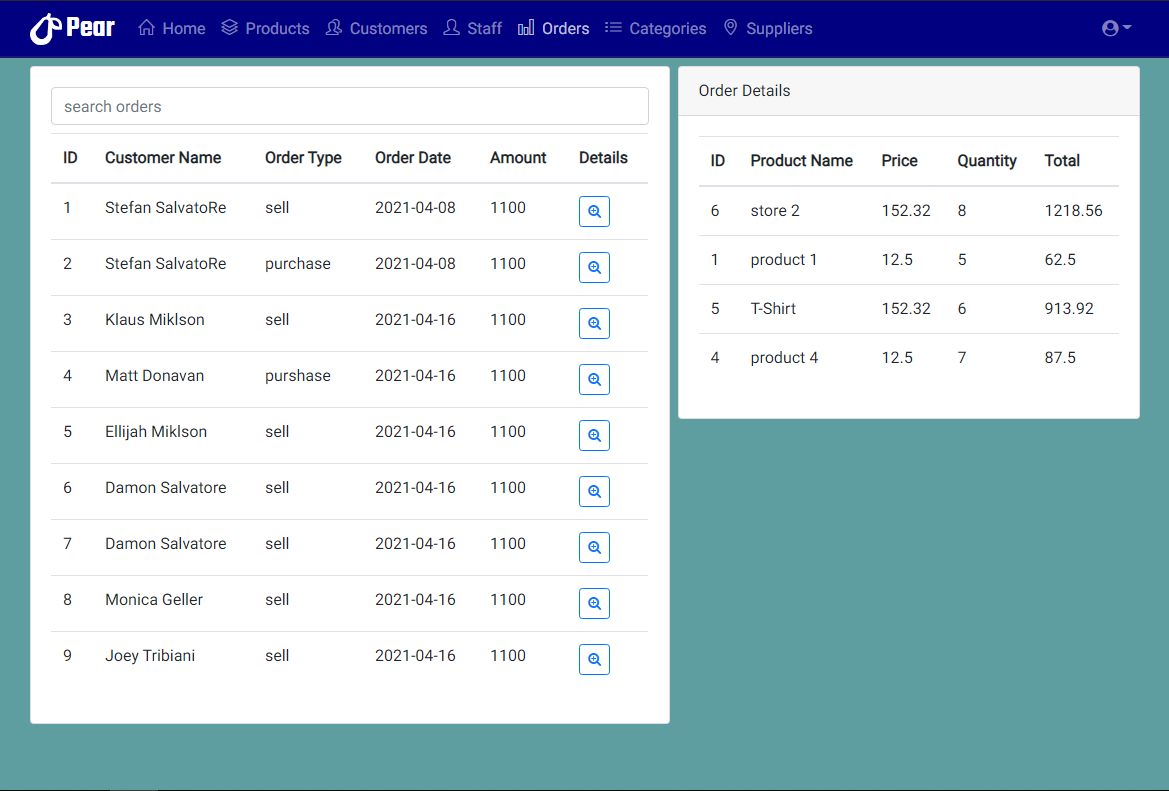 Pear Home Products Customers Staff Orders Categories Suppliers
search orders
ID Customer Name Order Type Order Date Amount Details
1 Stefan SalvatoRe sell 2021-04-08 1100
2 Stefan SalvatoRe purchase 2021-04-08 1100
3 Klaus Miklson sell 2021-04-16 1100
4 Matt Donavan purshase 2021-04-16 1100
5 Ellijah Miklson sell 2021-04-16 1100
6 Damon Salvatore sell 2021-04-16 1100
7 Damon Salvatore sell 2021-04-16 1100
8 Monica Geller sell 2021-04-16 1100
9 Joey Tribiani sell 2021-04-16 1100
Order Details
ID Product Name Price Quantity Total
6 store 2 152.32 8 1218.56
1 product 1 12.5 5 62.5
5 T-Shirt 152.32 6 913.92
4 product 4 12.5 7 87.5